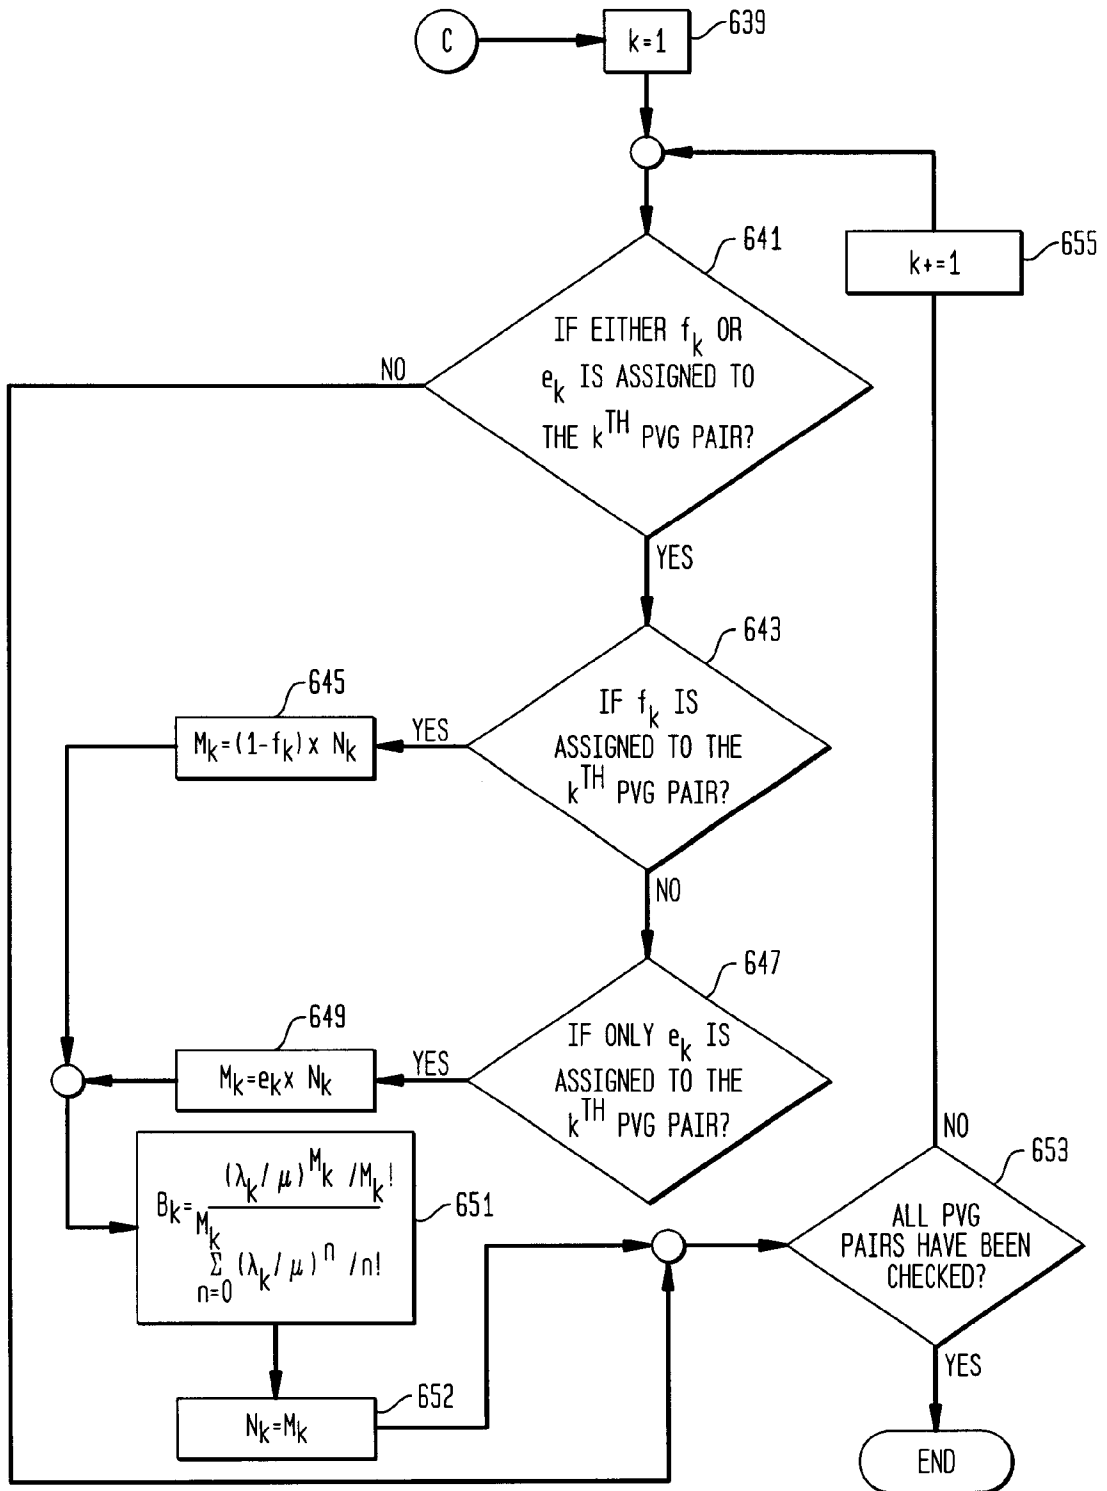 C
k=1
639
641
k+=1
655
IF EITHER f_k OR
e_k IS ASSIGNED TO
THE k^TH PVG PAIR?
NO
YES
643
645
IF f_k IS
ASSIGNED TO THE
k^TH PVG PAIR?
YES
M_k=(1-f_k) x N_k
NO
647
649
IF ONLY e_k IS
ASSIGNED TO THE
k^TH PVG PAIR?
YES
M_k=e_k x N_k
NO
653
(λ_k/μ)^M_k /M_k!
B_k=
M_k
Σ (λ_k/μ)^n /n!
n=0
651
ALL PVG
PAIRS HAVE BEEN
CHECKED?
YES
652
N_k=M_k
END